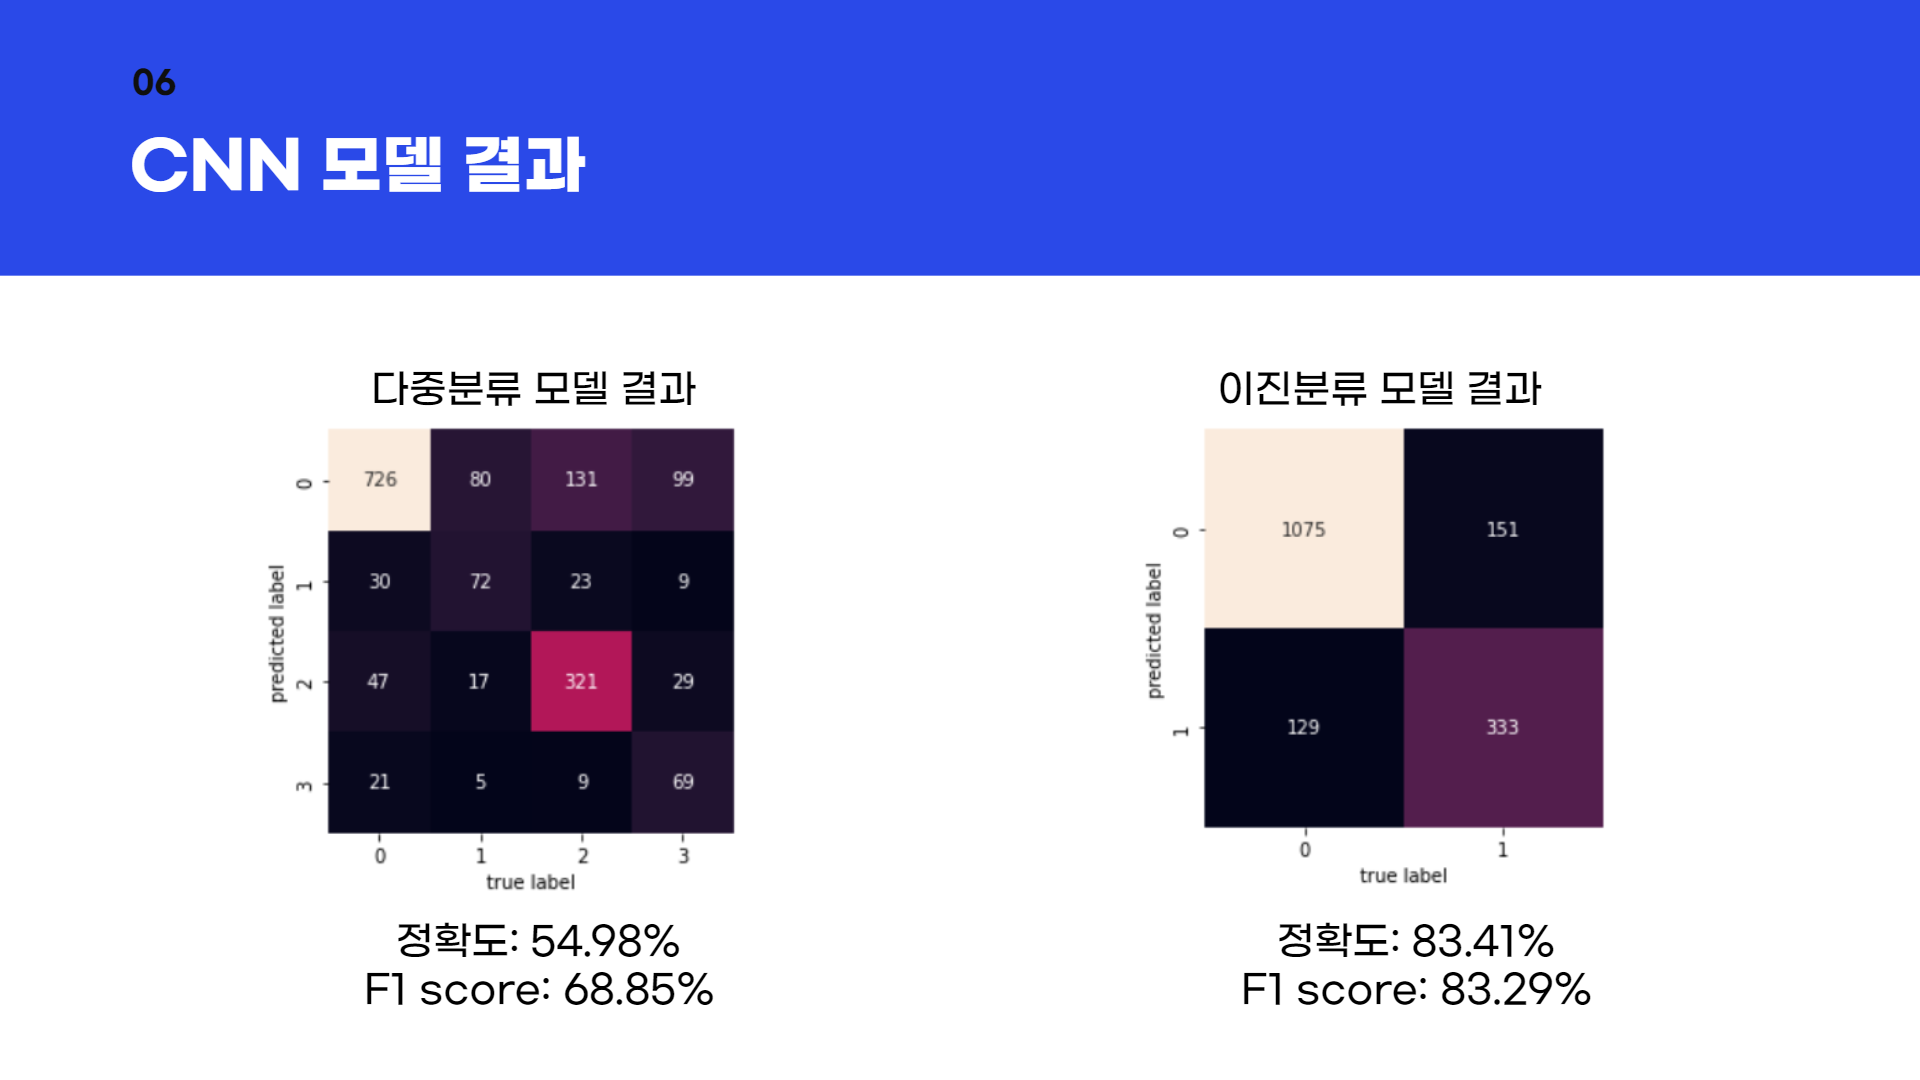 06
CNN 모델 결과
다중분류 모델 결과
predicted label
0 726 80 131 99
1 30 72 23 9
2 47 17 321 29
3 21 5 9 69
0 1 2 3
true label
정확도: 54.98%
F1 score: 68.85%
이진분류 모델 결과
predicted label
0 1075 151
1 129 333
0 1
true label
정확도: 83.41%
F1 score: 83.29%